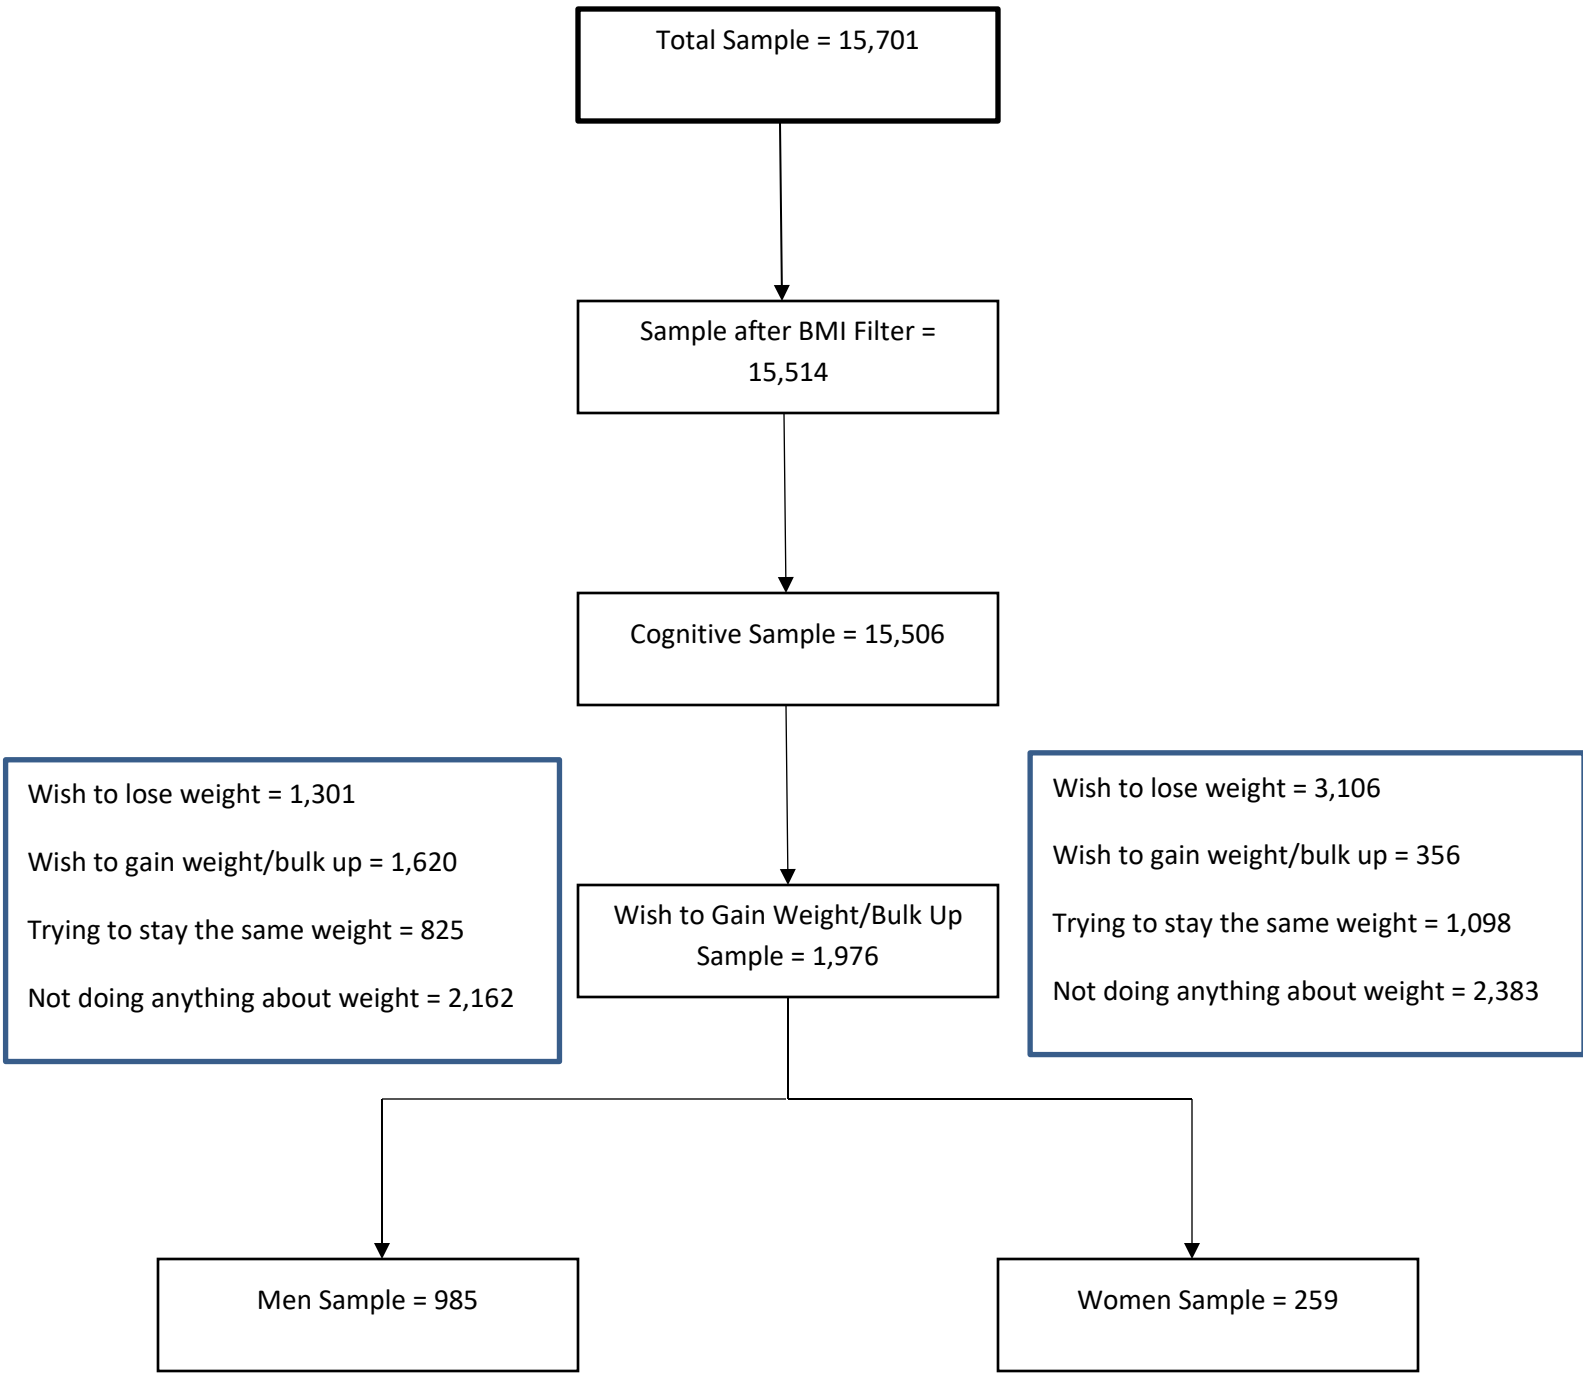 Total Sample = 15,701
Sample after BMI Filter =
15,514
Cognitive Sample = 15,506
Wish to lose weight = 1,301
Wish to gain weight/bulk up = 1,620
Trying to stay the same weight = 825
Not doing anything about weight = 2,162
Wish to Gain Weight/Bulk Up
Sample = 1,976
Wish to lose weight = 3,106
Wish to gain weight/bulk up = 356
Trying to stay the same weight = 1,098
Not doing anything about weight = 2,383
Men Sample = 985
Women Sample = 259